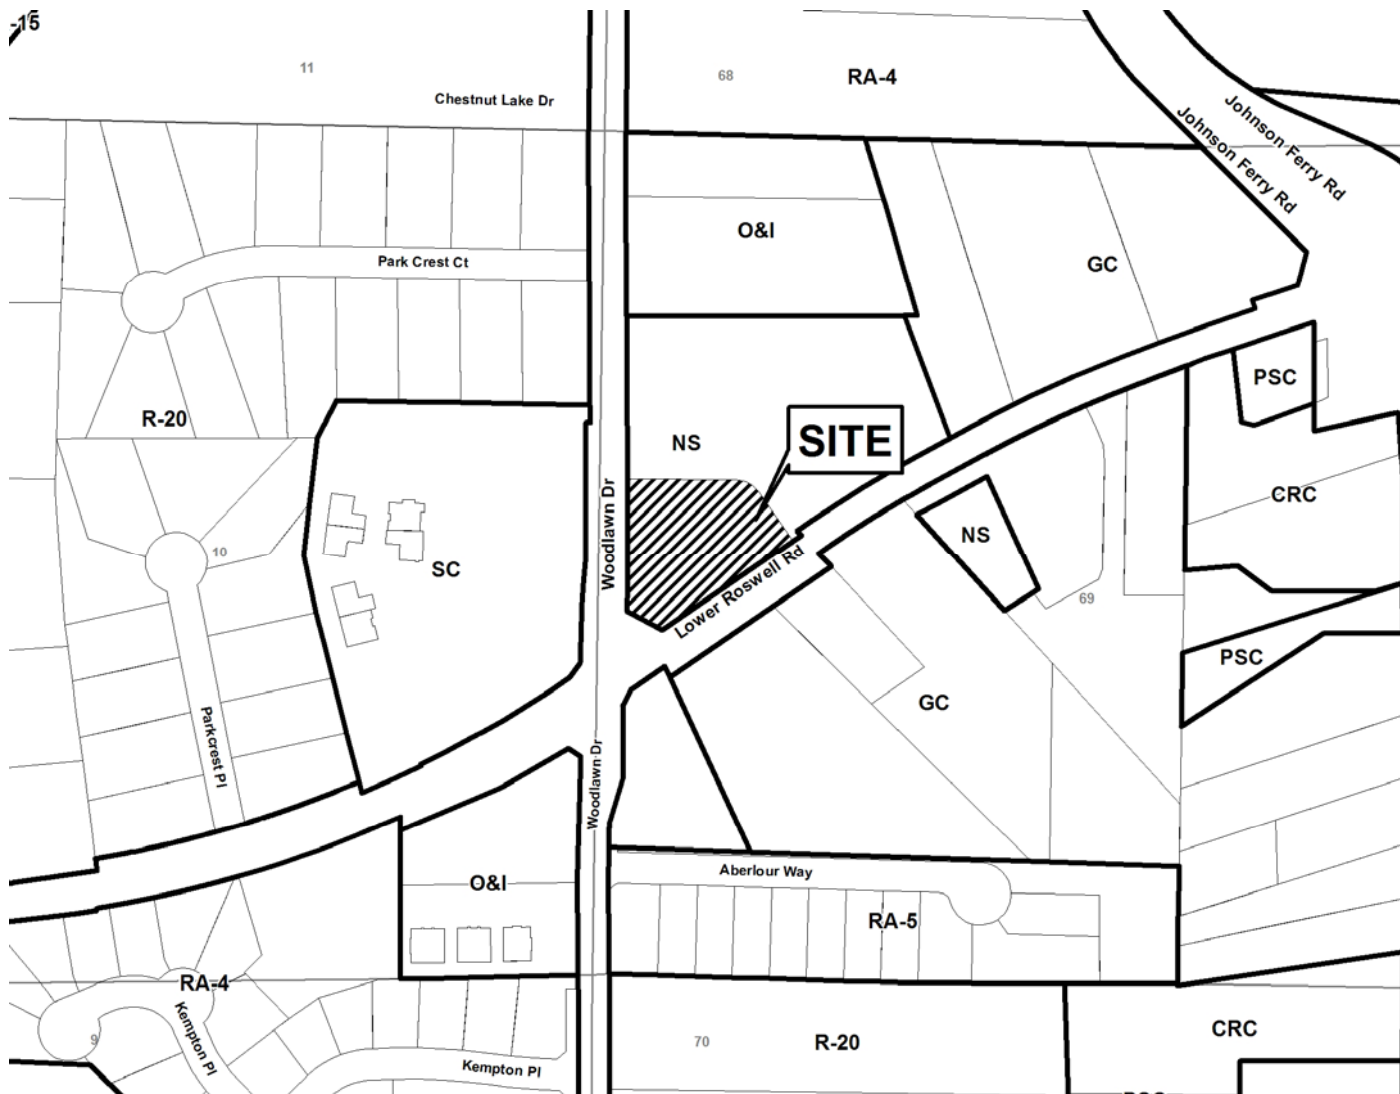 -15
11
68
RA-4
Chestnut Lake Dr
Johnson Ferry Rd
Johnson Ferry Rd
O&I
Park Crest Ct
GC
PSC
R-20
NS
SITE
Woodlawn Dr
CRC
NS
10
SC
Lower Roswell Rd
69
PSC
GC
Parkcrest Pl
Woodlawn Dr
Aberlour Way
O&I
RA-5
RA-4
Kempton Pl
9
70
R-20
CRC
Kempton Pl